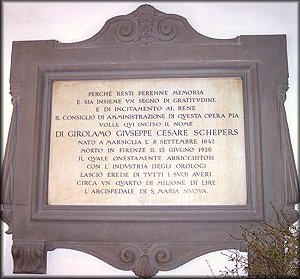 PERCHÈ RESTI PERENNE MEMORIA
E SIA INSIEME VN SEGNO DI GRATITVDINE
E DI INCITAMENTO AL BENE
IL CONSIGLIO DI AMMINISTRAZIONE DI QVESTA OPERA PIA
VOLLE QVI INCISO IL NOME
DI GIROLAMO GIVSEPPE CESARE SCHEPERS
NATO A MARSIGLIA L' 8 SETTEMBRE 1842
MORTO IN FIRENZE IL 12 GIVGNO 1926
IL QVALE ONESTAMENTE ARRICCHITOSI
CON L' INDVSTRIA DEGLI OROLOGI
LASCIÒ EREDE DI TVTTI I SVOI AVERI
CIRCA VN QVARTO DI MILIONE DI LIRE
L'ARCISPEDALE DI S. MARIA NVOVA.